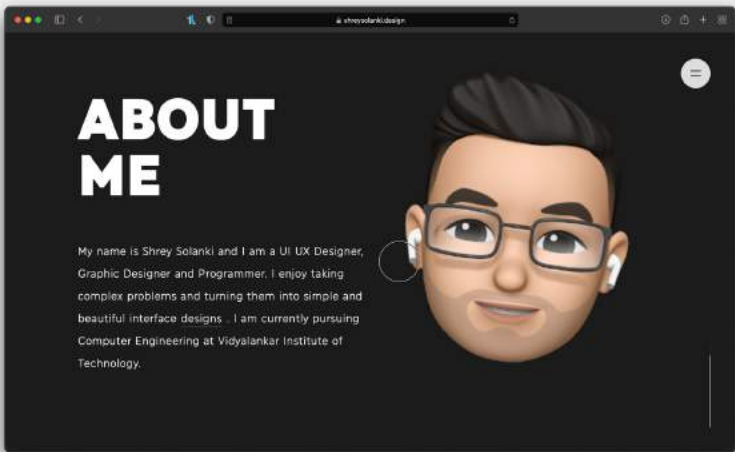 shreysolanki.design
ABOUT
ME
My name is Shrey Solanki and I am a UI UX Designer,
Graphic Designer and Programmer. I enjoy taking
complex problems and turning them into simple and
beautiful interface designs . I am currently pursuing
Computer Engineering at Vidyalankar Institute of
Technology.